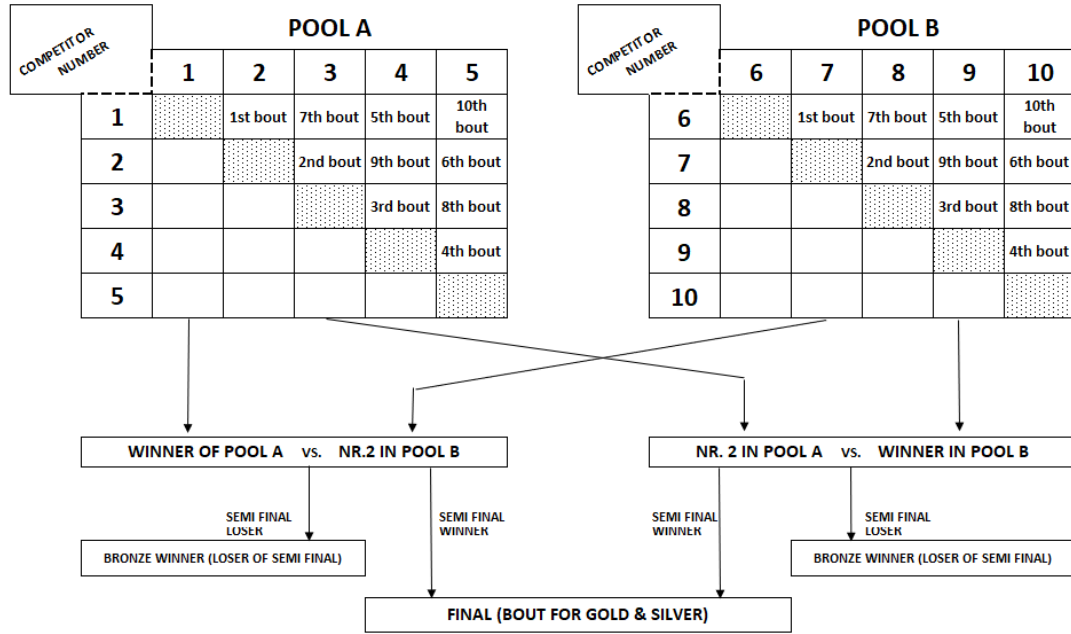 POOL A
COMPETITOR
NUMBER
1 2 3 4 5
1 1st bout 7th bout 5th bout 10th bout
2 2nd bout 9th bout 6th bout
3 3rd bout 8th bout
4 4th bout
5
POOL B
COMPETITOR
NUMBER
6 7 8 9 10
6 1st bout 7th bout 5th bout 10th bout
7 2nd bout 9th bout 6th bout
8 3rd bout 8th bout
9 4th bout
10
WINNER OF POOL A vs. NR.2 IN POOL B
NR. 2 IN POOL A vs. WINNER IN POOL B
SEMI FINAL
LOSER
SEMI FINAL
WINNER
SEMI FINAL
WINNER
SEMI FINAL
LOSER
BRONZE WINNER (LOSER OF SEMI FINAL)
BRONZE WINNER (LOSER OF SEMI FINAL)
FINAL (BOUT FOR GOLD & SILVER)